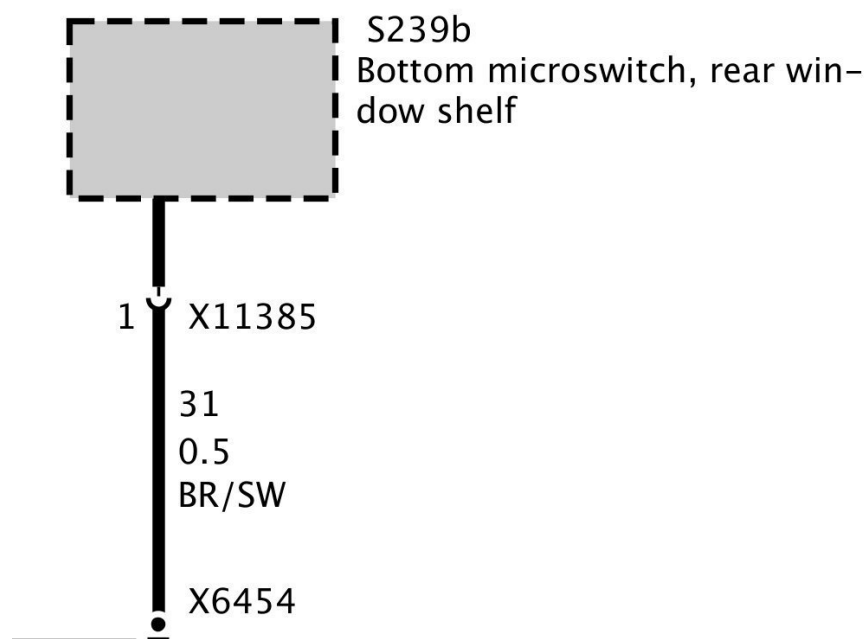 S239b
Bottom microswitch, rear win-
dow shelf
1 X11385
31
0.5
BR/SW
X6454